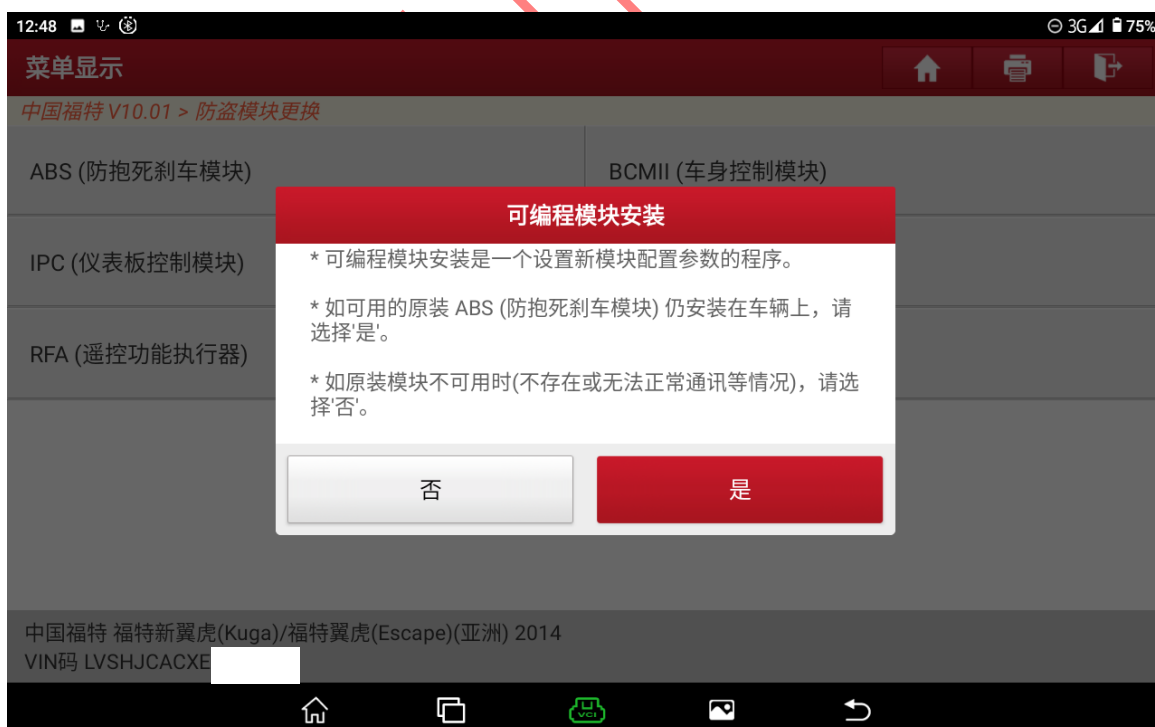 12:48
3G 75%
菜单显示
中国福特 V10.01 > 防盗模块更换
ABS (防抱死刹车模块)
BCMII (车身控制模块)
可编程模块安装
* 可编程模块安装是一个设置新模块配置参数的程序。
* 如可用的原装 ABS (防抱死刹车模块) 仍安装在车辆上，请
选择'是'。
* 如原装模块不可用时(不存在或无法正常通讯等情况)，请选
择'否'。
否
是
IPC (仪表板控制模块)
RFA (遥控功能执行器)
中国福特 福特新翼虎(Kuga)/福特翼虎(Escape)(亚洲) 2014
VIN码 LVSHJCACXE
VCI